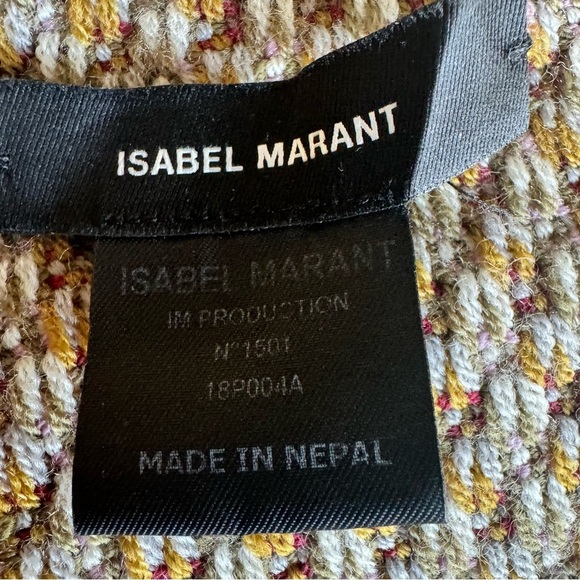 ISABEL MARANT
ISABEL MARANT
IM PRODUCTION
N°1501
18P004A
MADE IN NEPAL